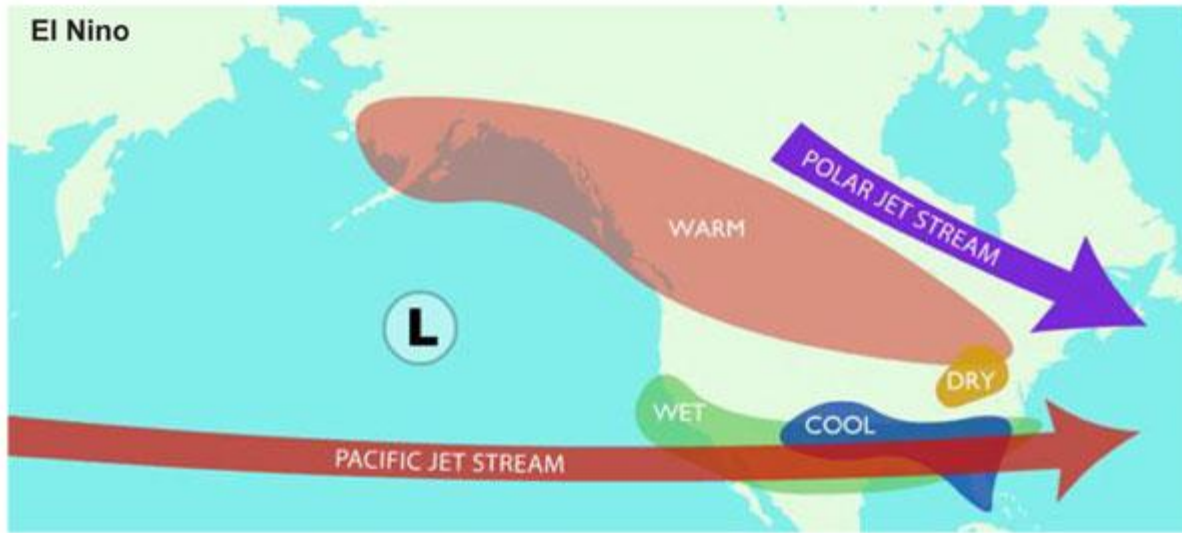 El Nino
POLAR JET STREAM
WARM
L
DRY
WET
COOL
PACIFIC JET STREAM